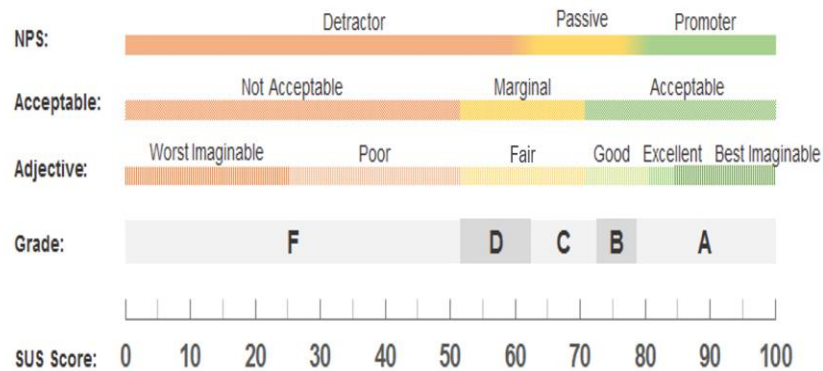 Detractor Passive Promoter
NPS:
Not Acceptable Marginal Acceptable
Acceptable:
Worst Imaginable Poor Fair Good Excellent Best Imaginable
Adjective:
Grade: F D C B A
SUS Score: 0 10 20 30 40 50 60 70 80 90 100